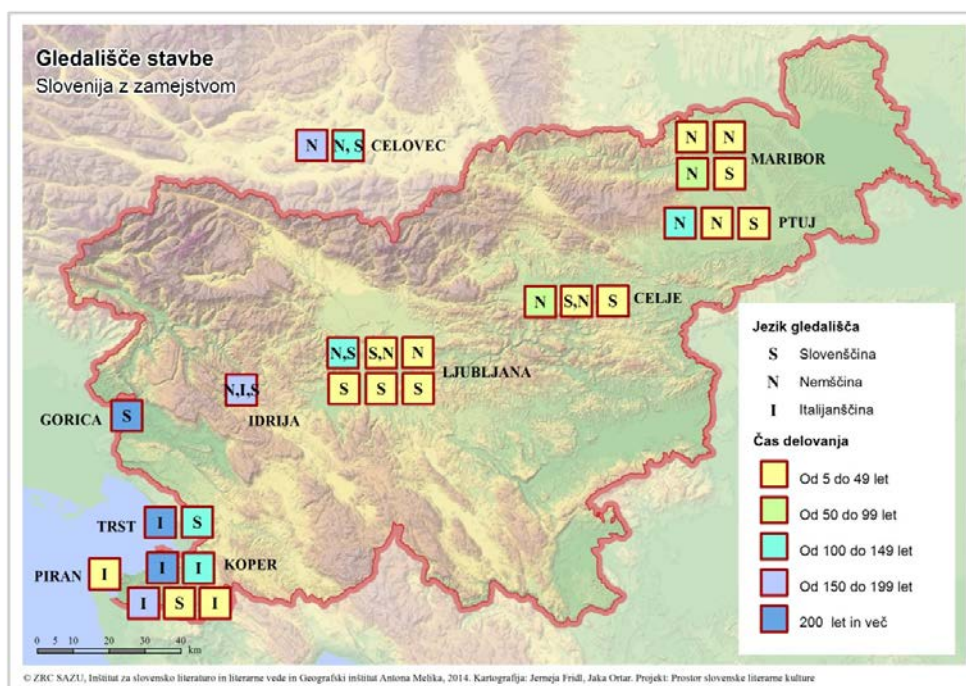 Gledališče stavbe
Slovenija z zamejstvom
N N, S CELOVEC
N N
MARIBOR
N S
N N S PTUJ
N S,N S CELJE
N,S S,N N
LJUBLJANA
S S S
N,I,S
IDRIJA
GORICA S
TRST I S
I I KOPER
PIRAN I
I S I
Jezik gledališča
S Slovenščina
N Nemščina
I Italijanščina
Čas delovanja
Od 5 do 49 let
Od 50 do 99 let
Od 100 do 149 let
Od 150 do 199 let
200 let in več
0 5 10 20 30 40
km
© ZRC SAZU, Inštitut za slovensko literaturo in literarne vede in Geografski inštitut Antona Melika, 2014. Kartografija: Jerneja Fridl, Jaka Ortar. Projekt: Prostor slovenske literarne kulture